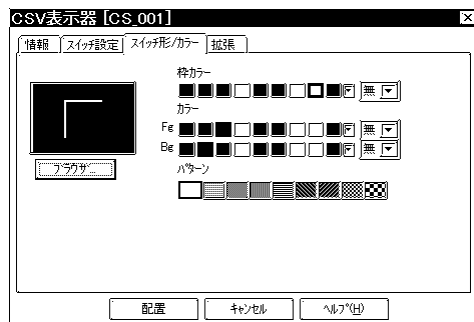 CSV表示器 [CS_001]
情報 ｽｲｯﾁ設定 ｽｲｯﾁ形/ｶﾗｰ 拡張
枠ｶﾗｰ
無
ｶﾗｰ
Fg 無
Bg 無
ﾊﾟﾀｰﾝ
ﾌﾞﾗｳｻﾞ...
配置 ｷｬﾝｾﾙ ﾍﾙﾌﾟ(H)